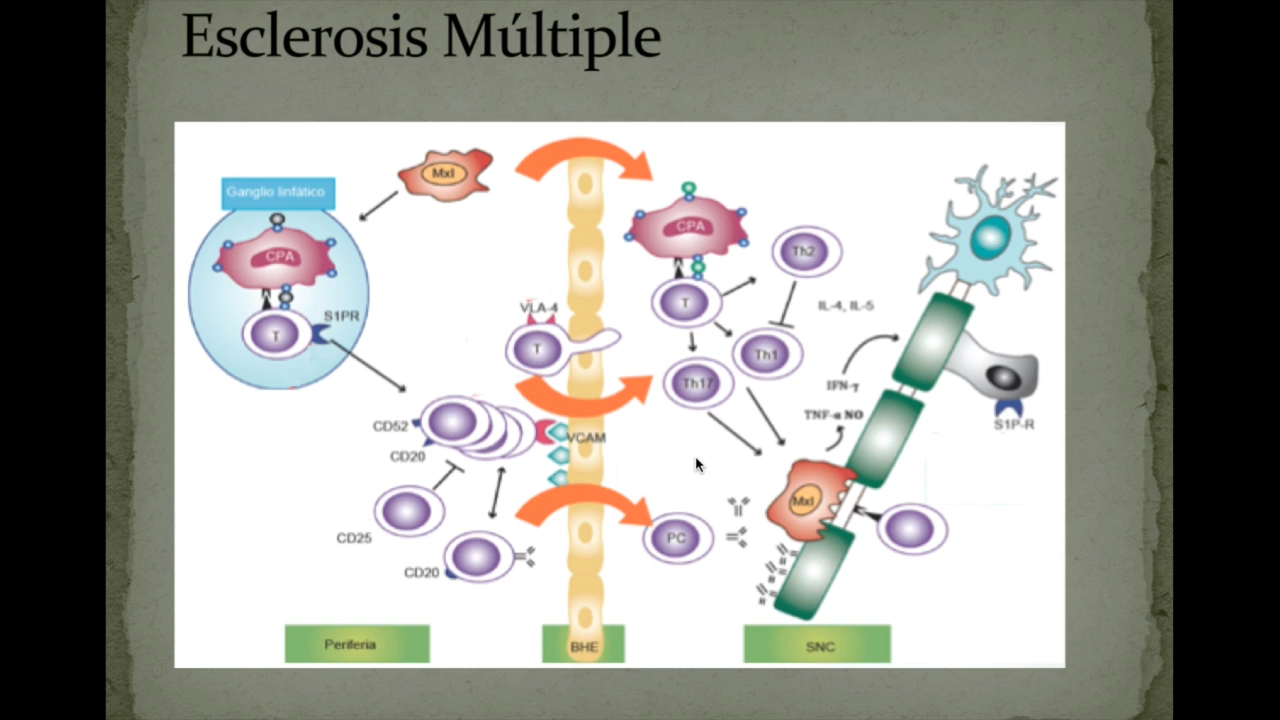 Esclerosis Múltiple
Ganglio linfático
MxI
CPA
T
S1PR
VLA-4
T
CD52
CD20
VCAM
CD25
CD20
CPA
T
Th2
IL-4, IL-5
Th1
Th17
IFN-γ
TNF-α NO
S1P-R
MxI
PC
Periferia
BHE
SNC